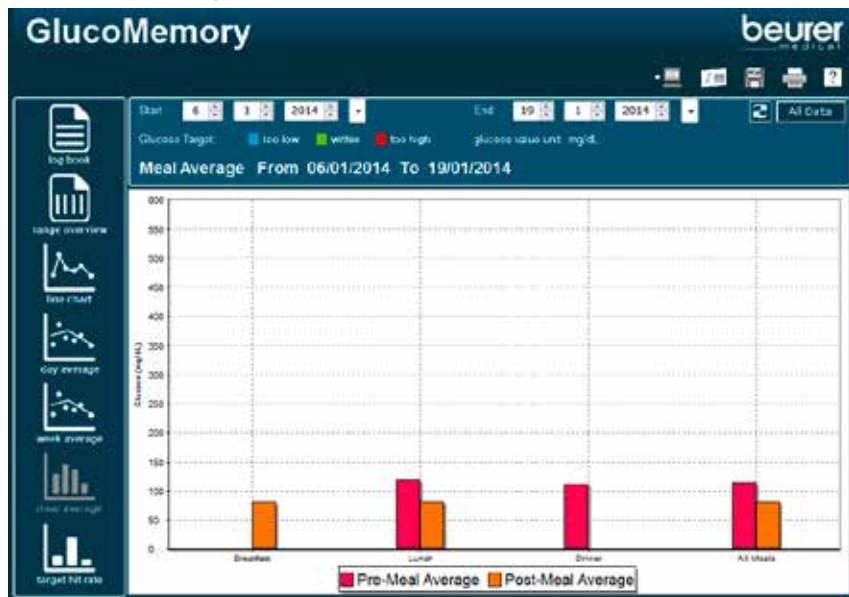 GlucoMemory
beurer
medical
?
Start 6 1 2014 End 19 1 2014 All Data
Glucose Target: too low within too high glucose value unit: mg/dL
Meal Average From 06/01/2014 To 19/01/2014
log book
range overview
line chart
day average
week average
meal average
target hit rate
Glucose (mg/dL)
600
550
500
450
400
350
300
250
200
150
100
50
0
Breakfast Lunch Dinner All Meals
Pre-Meal Average Post-Meal Average